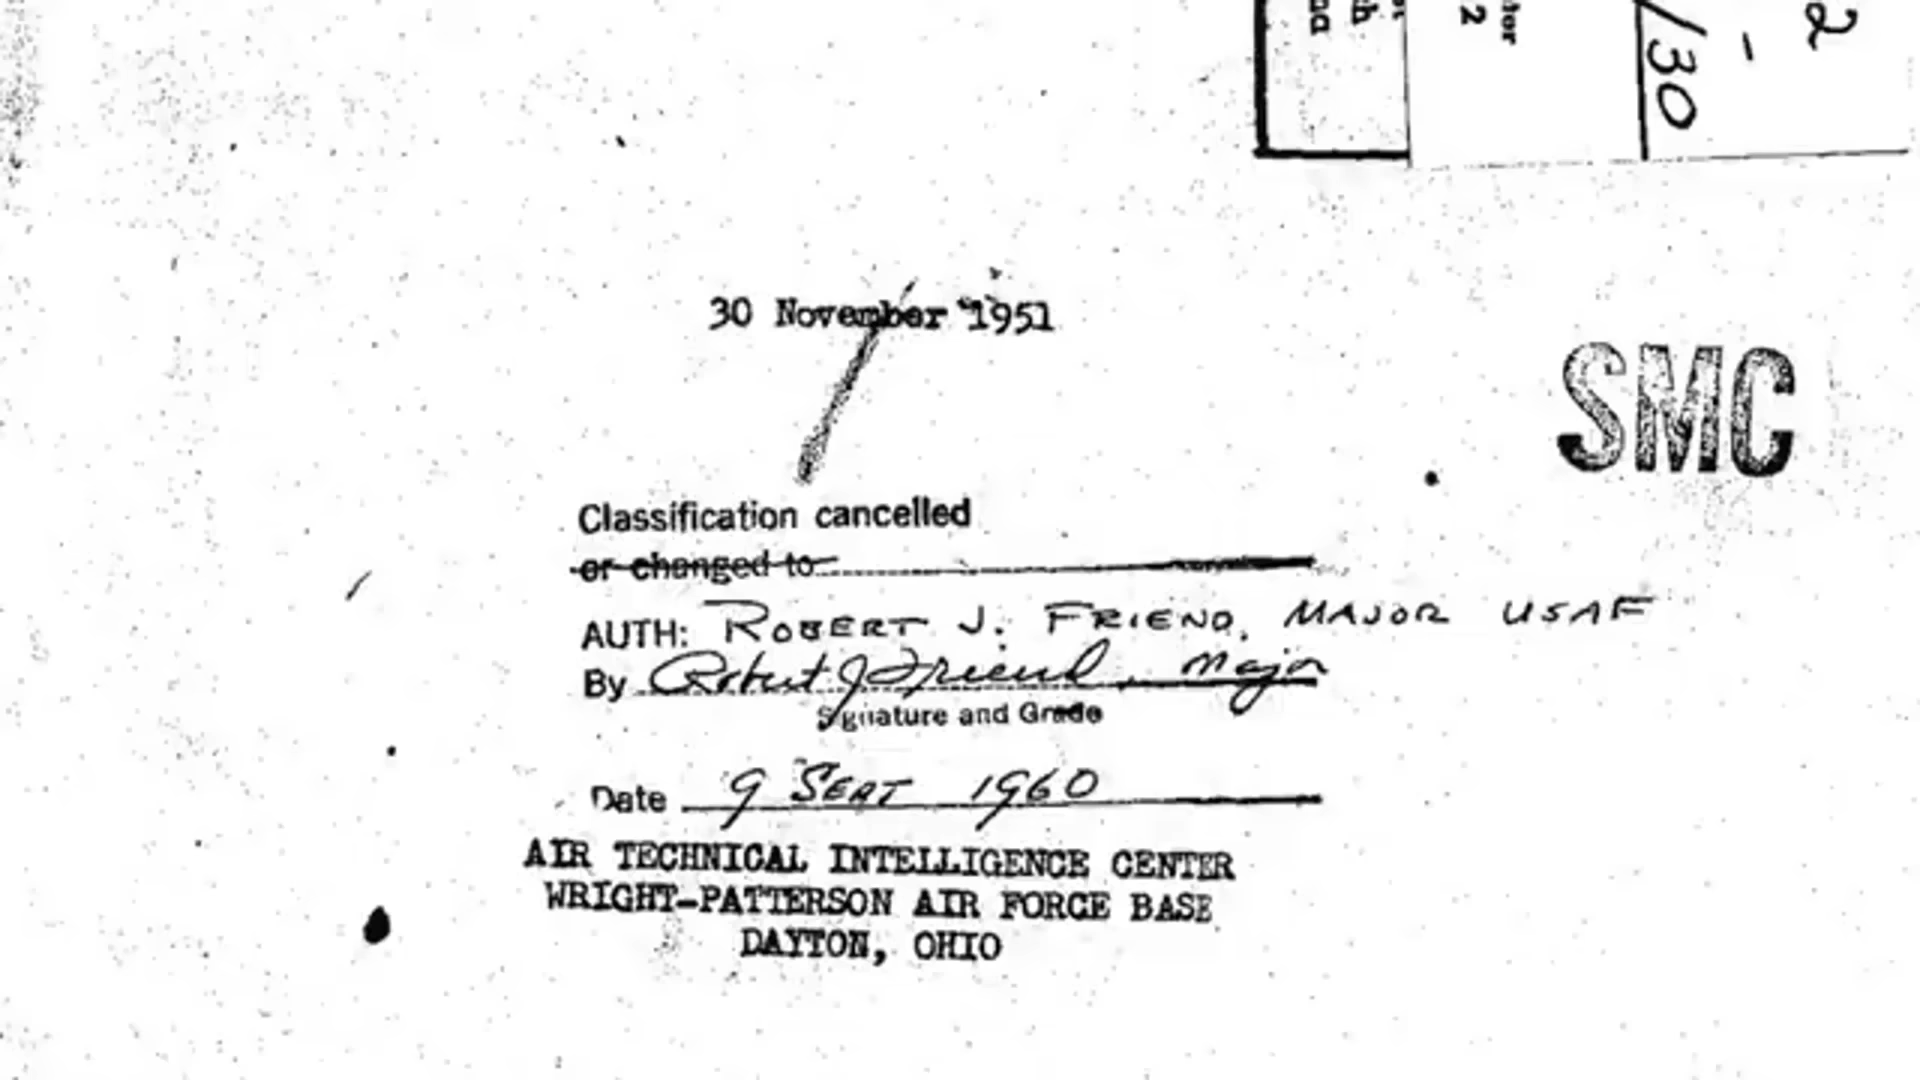 2
-
/30
30 November 1951
SMC
Classification cancelled
or changed to
AUTH: ROBERT J. FRIEND, MAJOR USAF
By Robert J Friend, Major
Signature and Grade
Date 9 SEPT 1960
AIR TECHNICAL INTELLIGENCE CENTER
WRIGHT-PATTERSON AIR FORCE BASE
DAYTON, OHIO